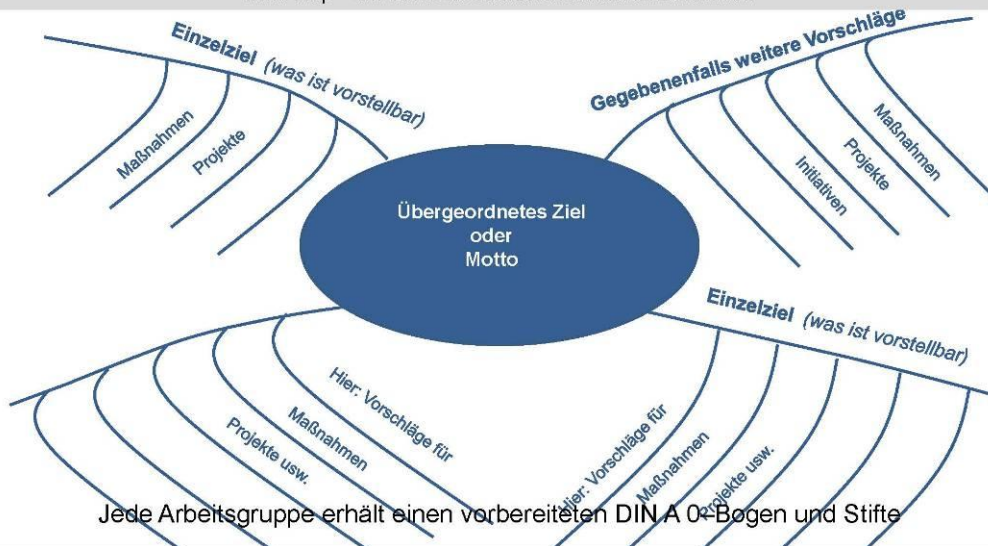 Einzelziel (was ist vorstellbar)
Maßnahmen
Projekte
Gegebenenfalls weitere Vorschläge
Initiativen
Projekte
Maßnahmen
Übergeordnetes Ziel
oder
Motto
Einzelziel (was ist vorstellbar)
Hier: Vorschläge für
Maßnahmen
Projekte usw.
Hier: Vorschläge für
Maßnahmen
Projekte usw.
Jede Arbeitsgruppe erhält einen vorbereiteten DIN A 0-Bogen und Stifte